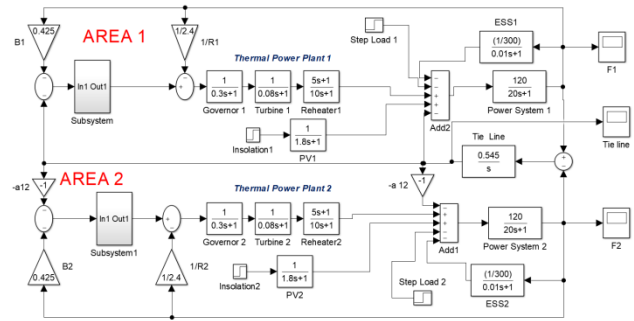 0.425
B1
AREA 1
1/2.4
1/R1
In1 Out1
Subsystem
Thermal Power Plant 1
1
0.3s+1
Governor 1
1
0.08s+1
Turbine 1
5s+1
10s+1
Reheater1
Insolation1
1
1.8s+1
PV1
Step Load 1
ESS1
(1/300)
0.01s+1
Add2
120
20s+1
Power System 1
F1
Tie line
Tie Line
0.545
s
-a12
-1
AREA 2
In1 Out1
Subsystem1
0.425
B2
1/2.4
1/R2
Thermal Power Plant 2
1
0.3s+1
Governor 2
1
0.08s+1
Turbine 2
5s+1
10s+1
Reheater2
Insolation2
1
1.8s+1
PV2
-a 12
-1
Add1
Step Load 2
120
20s+1
Power System 2
(1/300)
0.01s+1
ESS2
F2